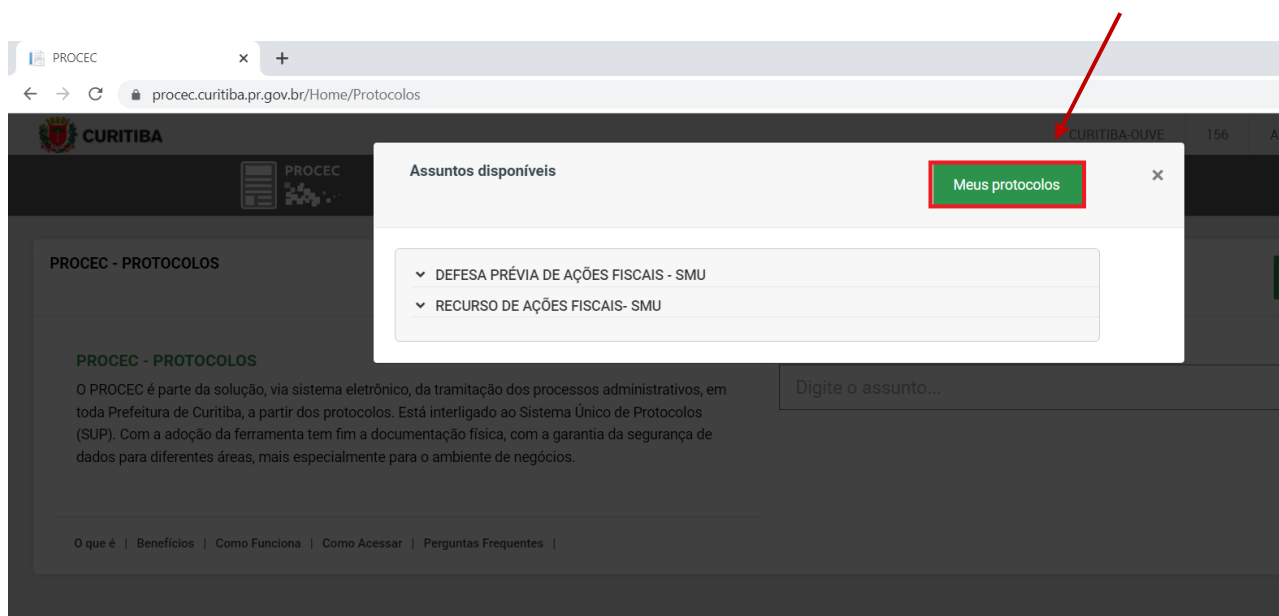 PROCEC
procec.curitiba.pr.gov.br/Home/Protocolos
CURITIBA
CURITIBA-OUVE 156 A
PROCEC
Assuntos disponíveis
Meus protocolos
PROCEC - PROTOCOLOS
DEFESA PRÉVIA DE AÇÕES FISCAIS - SMU
RECURSO DE AÇÕES FISCAIS- SMU
PROCEC - PROTOCOLOS
O PROCEC é parte da solução, via sistema eletrônico, da tramitação dos processos administrativos, em
toda Prefeitura de Curitiba, a partir dos protocolos. Está interligado ao Sistema Único de Protocolos
(SUP). Com a adoção da ferramenta tem fim a documentação física, com a garantia da segurança de
dados para diferentes áreas, mais especialmente para o ambiente de negócios.
Digite o assunto...
O que é | Benefícios | Como Funciona | Como Acessar | Perguntas Frequentes |